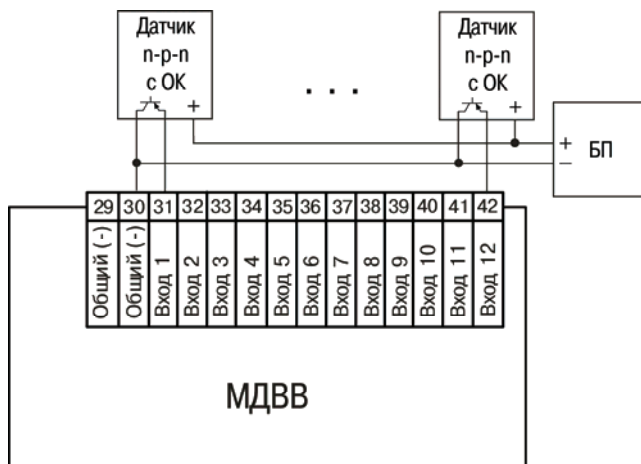 Датчик
n-p-n
с ОК
+
. . .
Датчик
n-p-n
с ОК
+
+
БП
–
29 30 31 32 33 34 35 36 37 38 39 40 41 42
Общий (-)
Общий (-)
Вход 1
Вход 2
Вход 3
Вход 4
Вход 5
Вход 6
Вход 7
Вход 8
Вход 9
Вход 10
Вход 11
Вход 12
МДВВ